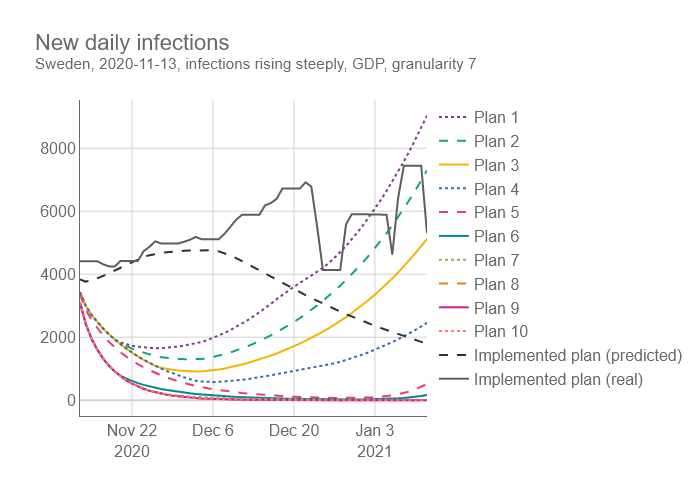 New daily infections
Sweden, 2020-11-13, infections rising steeply, GDP, granularity 7
8000
6000
4000
2000
0
Nov 22
2020
Dec 6
Dec 20
Jan 3
2021
Plan 1
Plan 2
Plan 3
Plan 4
Plan 5
Plan 6
Plan 7
Plan 8
Plan 9
Plan 10
Implemented plan (predicted)
Implemented plan (real)